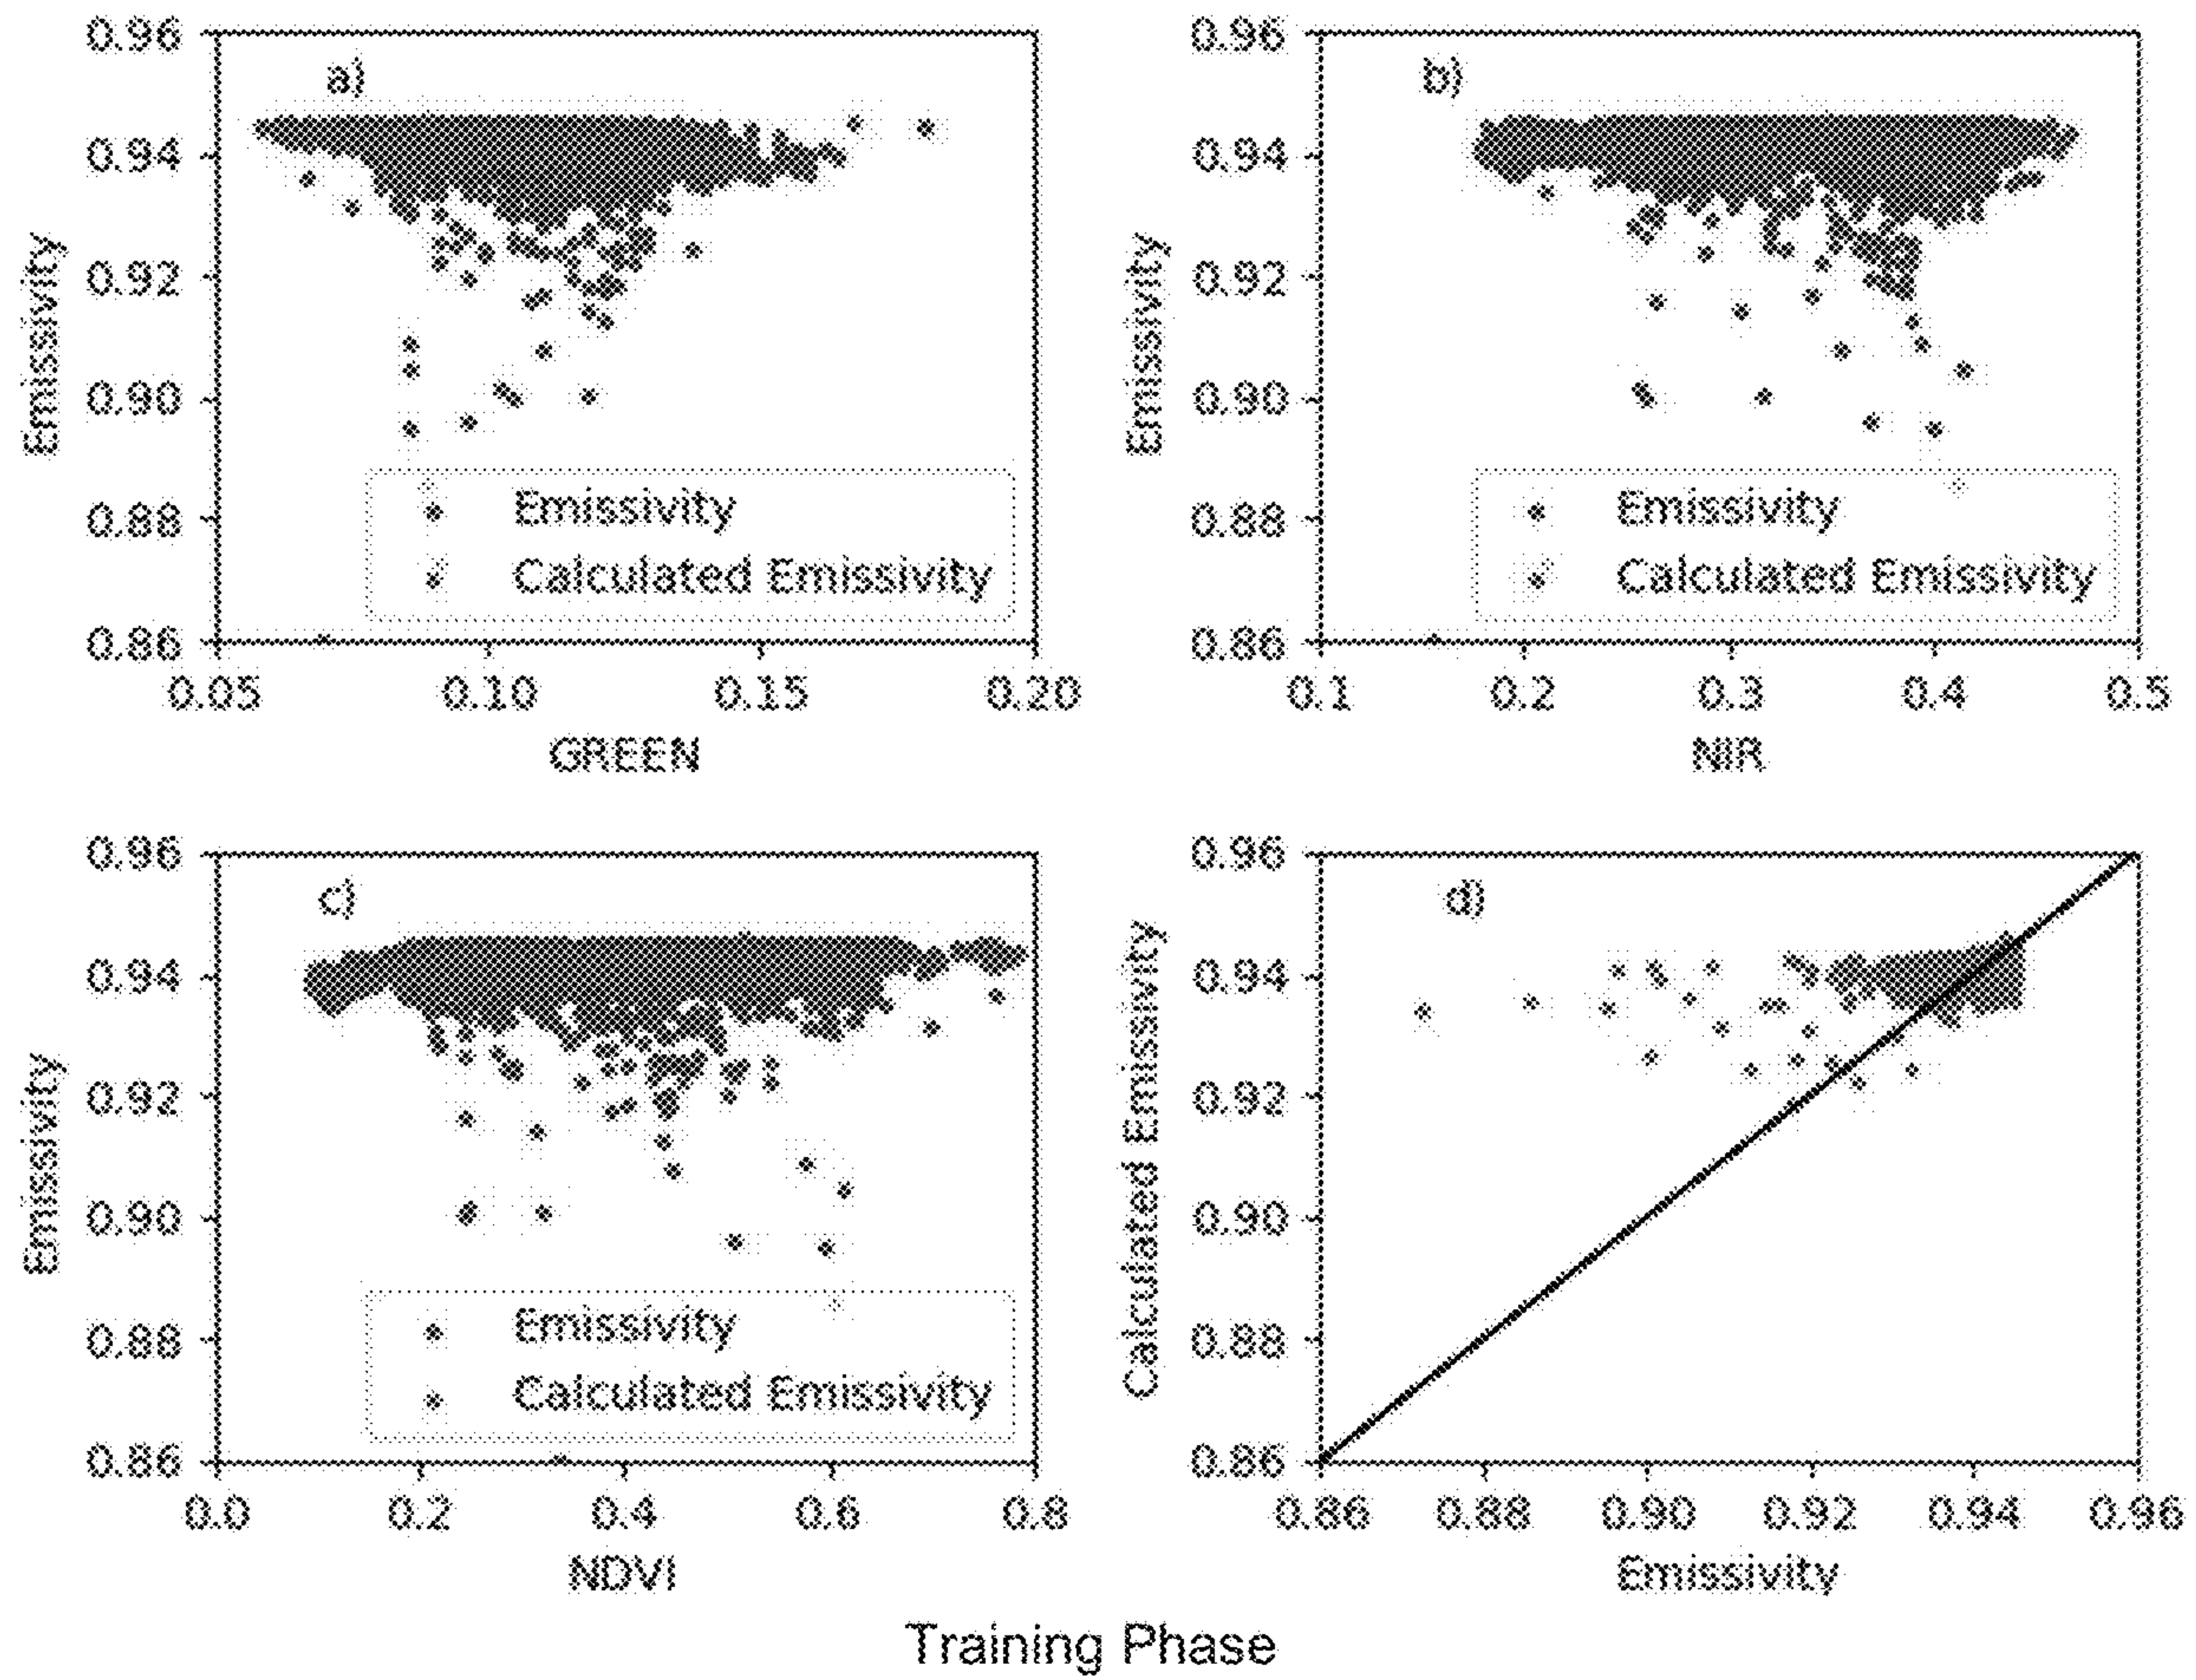 a)
0.96
0.94
0.92
0.90
0.88
0.86
Emissivity
Emissivity
Calculated Emissivity
0.05 0.10 0.15 0.20
GREEN
b)
0.96
0.94
0.92
0.90
0.88
0.86
Emissivity
Emissivity
Calculated Emissivity
0.1 0.2 0.3 0.4 0.5
NIR
c)
0.96
0.94
0.92
0.90
0.88
0.86
Emissivity
Emissivity
Calculated Emissivity
0.0 0.2 0.4 0.6 0.8
NDVI
d)
0.96
0.94
0.92
0.90
0.88
0.86
Calculated Emissivity
0.86 0.88 0.90 0.92 0.94 0.96
Emissivity
Training Phase